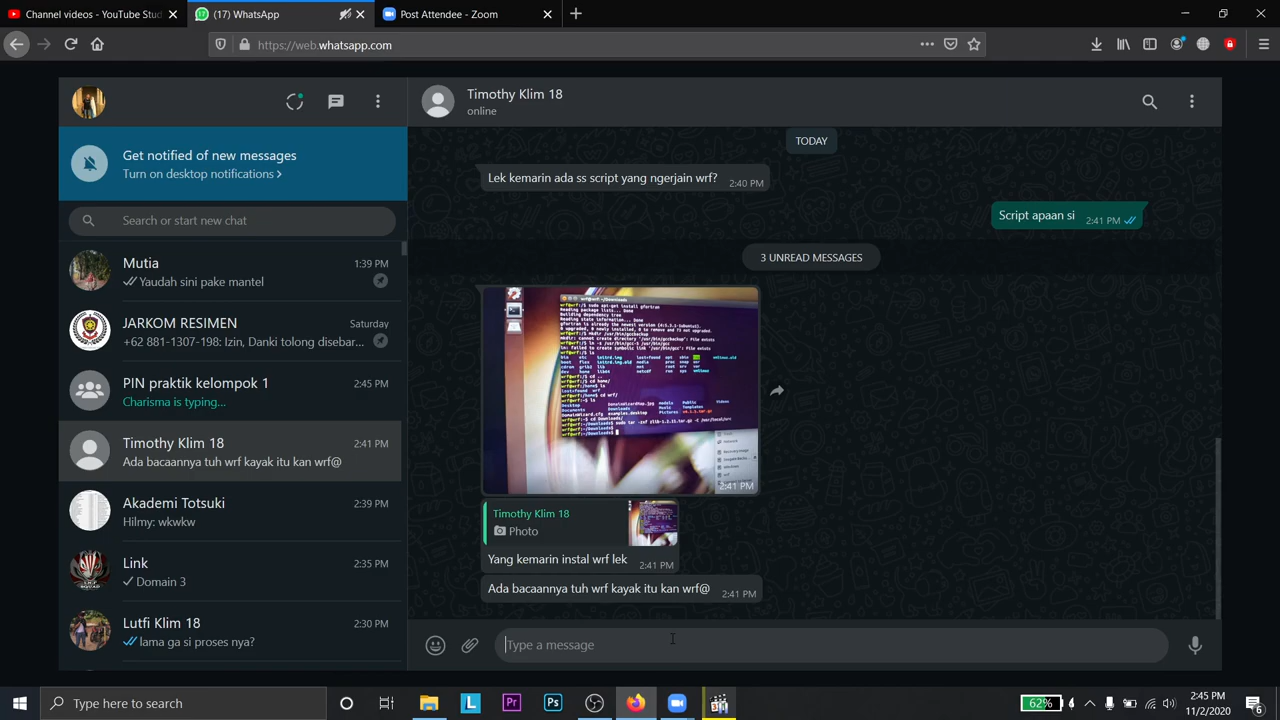 Channel videos - YouTube Stud
(17) WhatsApp
Post Attendee - Zoom
https://web.whatsapp.com
Get notified of new messages
Turn on desktop notifications >
Search or start new chat
Mutia
1:39 PM
Yaudah sini pake mantel
JARKOM RESIMEN
Saturday
Danki tolong disebar...
PIN praktik kelompok 1
2:45 PM
Charisma is typing...
Timothy Klim 18
2:41 PM
Ada bacaannya tuh wrf kayak itu kan wrf@
Akademi Totsuki
2:39 PM
Hilmy: wkwkw
Link
2:35 PM
Domain 3
Lutfi Klim 18
2:30 PM
lama ga si proses nya?
Timothy Klim 18
online
TODAY
Lek kemarin ada ss script yang ngerjain wrf?
2:40 PM
Script apaan si
2:41 PM
3 UNREAD MESSAGES
2:41 PM
Timothy Klim 18
Photo
Yang kemarin instal wrf lek
2:41 PM
Ada bacaannya tuh wrf kayak itu kan wrf@
2:41 PM
Type a message
Type here to search
62%
2:45 PM
11/2/2020
6